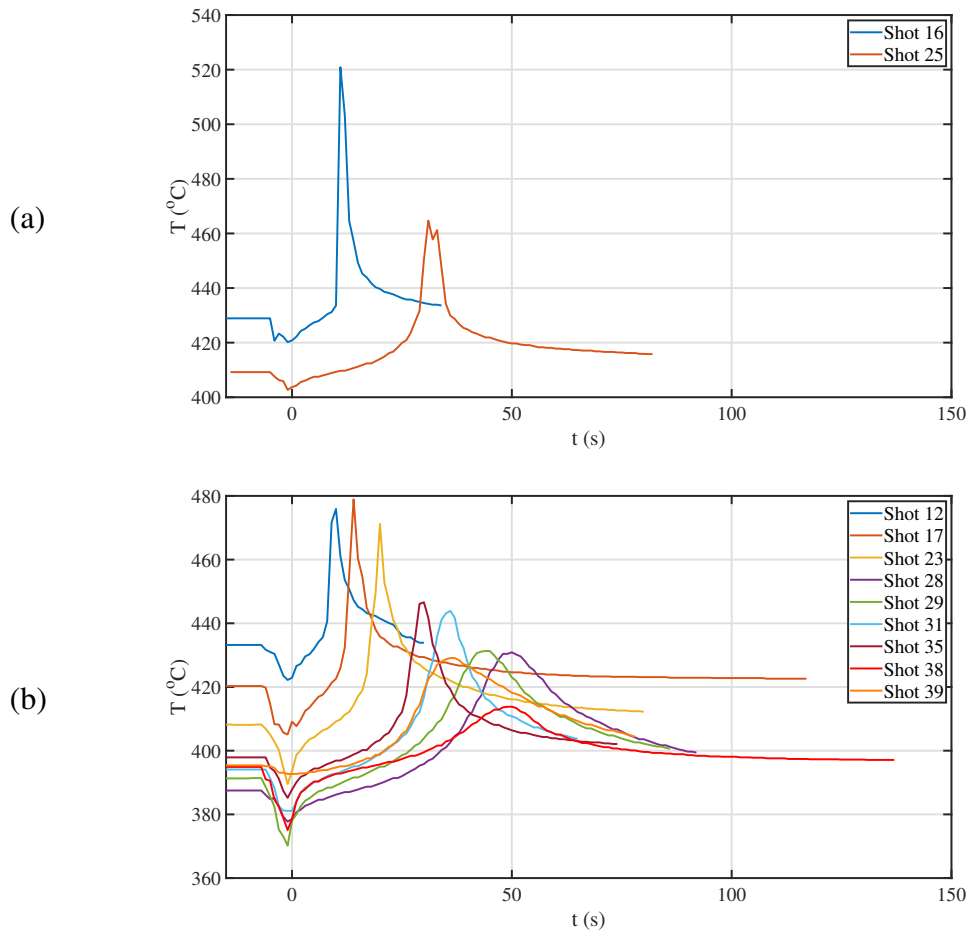 (a)
T (°C)
540
520
500
480
460
440
420
400
0
50
100
150
t (s)
Shot 16
Shot 25
(b)
T (°C)
480
460
440
420
400
380
360
0
50
100
150
t (s)
Shot 12
Shot 17
Shot 23
Shot 28
Shot 29
Shot 31
Shot 35
Shot 38
Shot 39